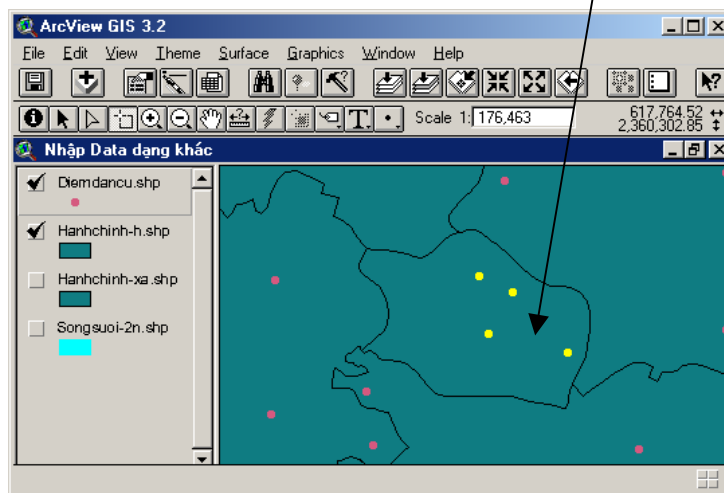 ArcView GIS 3.2
File Edit View Theme Surface Graphics Window Help
Scale 1: 176,463
617,764.52
2,360,302.85
Nhập Data dạng khác
Diemdancu.shp
Hanhchinh-h.shp
Hanhchinh-xa.shp
Songsuoi-2n.shp